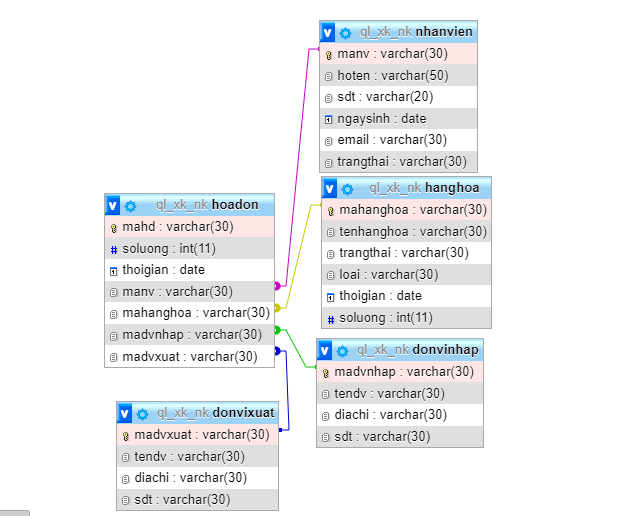 ql_xk_nk nhanvien
manv : varchar(30)
hoten : varchar(50)
sdt : varchar(20)
ngaysinh : date
email : varchar(30)
trangthai : varchar(30)
ql_xk_nk hanghoa
mahanghoa : varchar(30)
tenhanghoa : varchar(30)
trangthai : varchar(30)
loai : varchar(30)
thoigian : date
soluong : int(11)
ql_xk_nk hoadon
mahd : varchar(30)
soluong : int(11)
thoigian : date
manv : varchar(30)
mahanghoa : varchar(30)
madvnhap : varchar(30)
madvxuat : varchar(30)
ql_xk_nk donvinhap
madvnhap : varchar(30)
tendv : varchar(30)
diachi : varchar(30)
sdt : varchar(30)
ql_xk_nk donvixuat
madvxuat : varchar(30)
tendv : varchar(30)
diachi : varchar(30)
sdt : varchar(30)